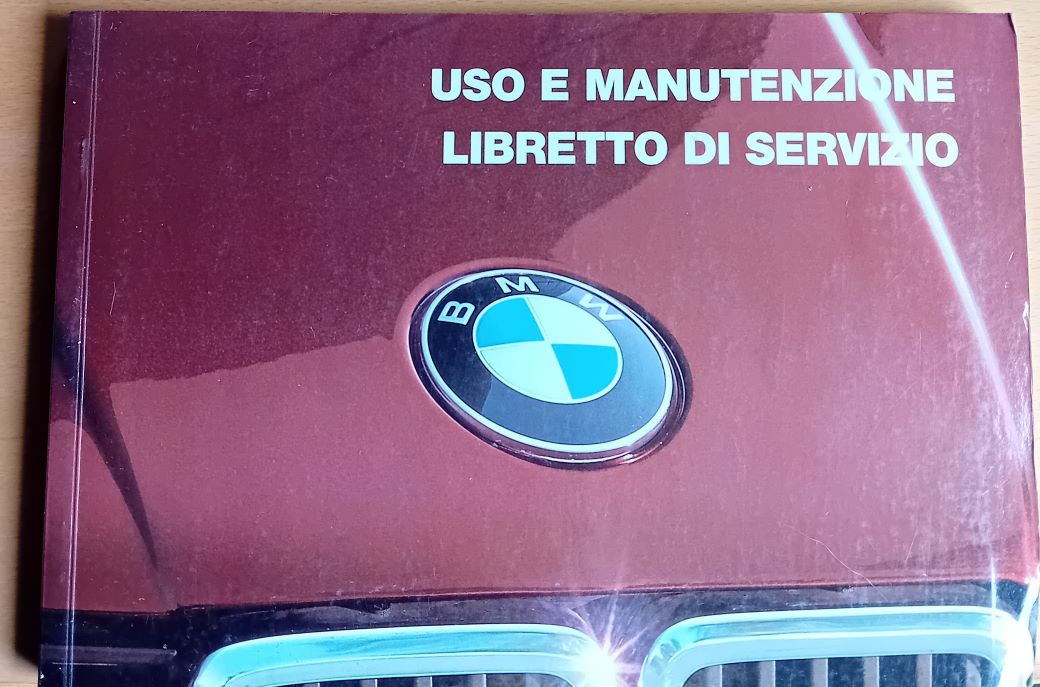 USO E MANUTENZIONE
LIBRETTO DI SERVIZIO
BMW